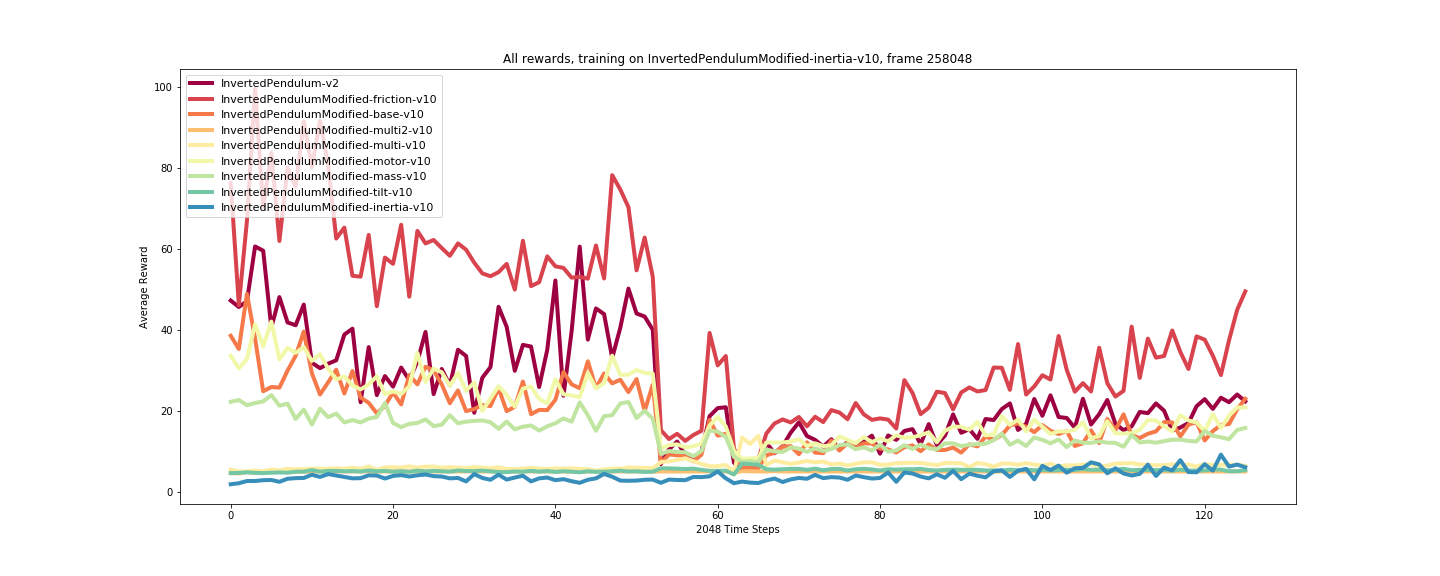 All rewards, training on InvertedPendulumModified-inertia-v10, frame 258048
InvertedPendulum-v2
InvertedPendulumModified-friction-v10
InvertedPendulumModified-base-v10
InvertedPendulumModified-multi2-v10
InvertedPendulumModified-multi-v10
InvertedPendulumModified-motor-v10
InvertedPendulumModified-mass-v10
InvertedPendulumModified-tilt-v10
InvertedPendulumModified-inertia-v10
Average Reward
100
80
60
40
20
0
0 20 40 60 80 100 120
2048 Time Steps